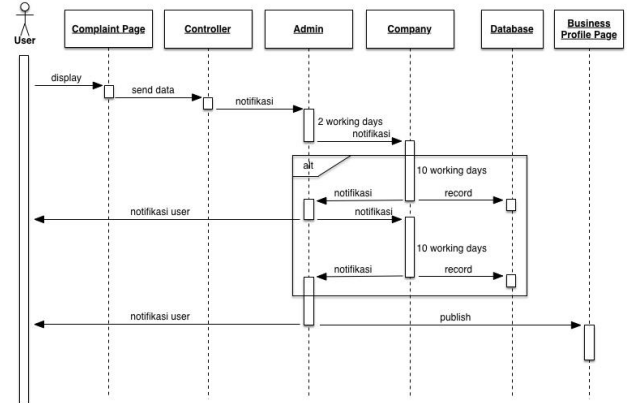 User
Complaint Page
Controller
Admin
Company
Database
Business
Profile Page
display
send data
notifikasi
2 working days
notifikasi
alt
10 working days
notifikasi
record
notifikasi user
notifikasi
10 working days
notifikasi
record
notifikasi user
publish